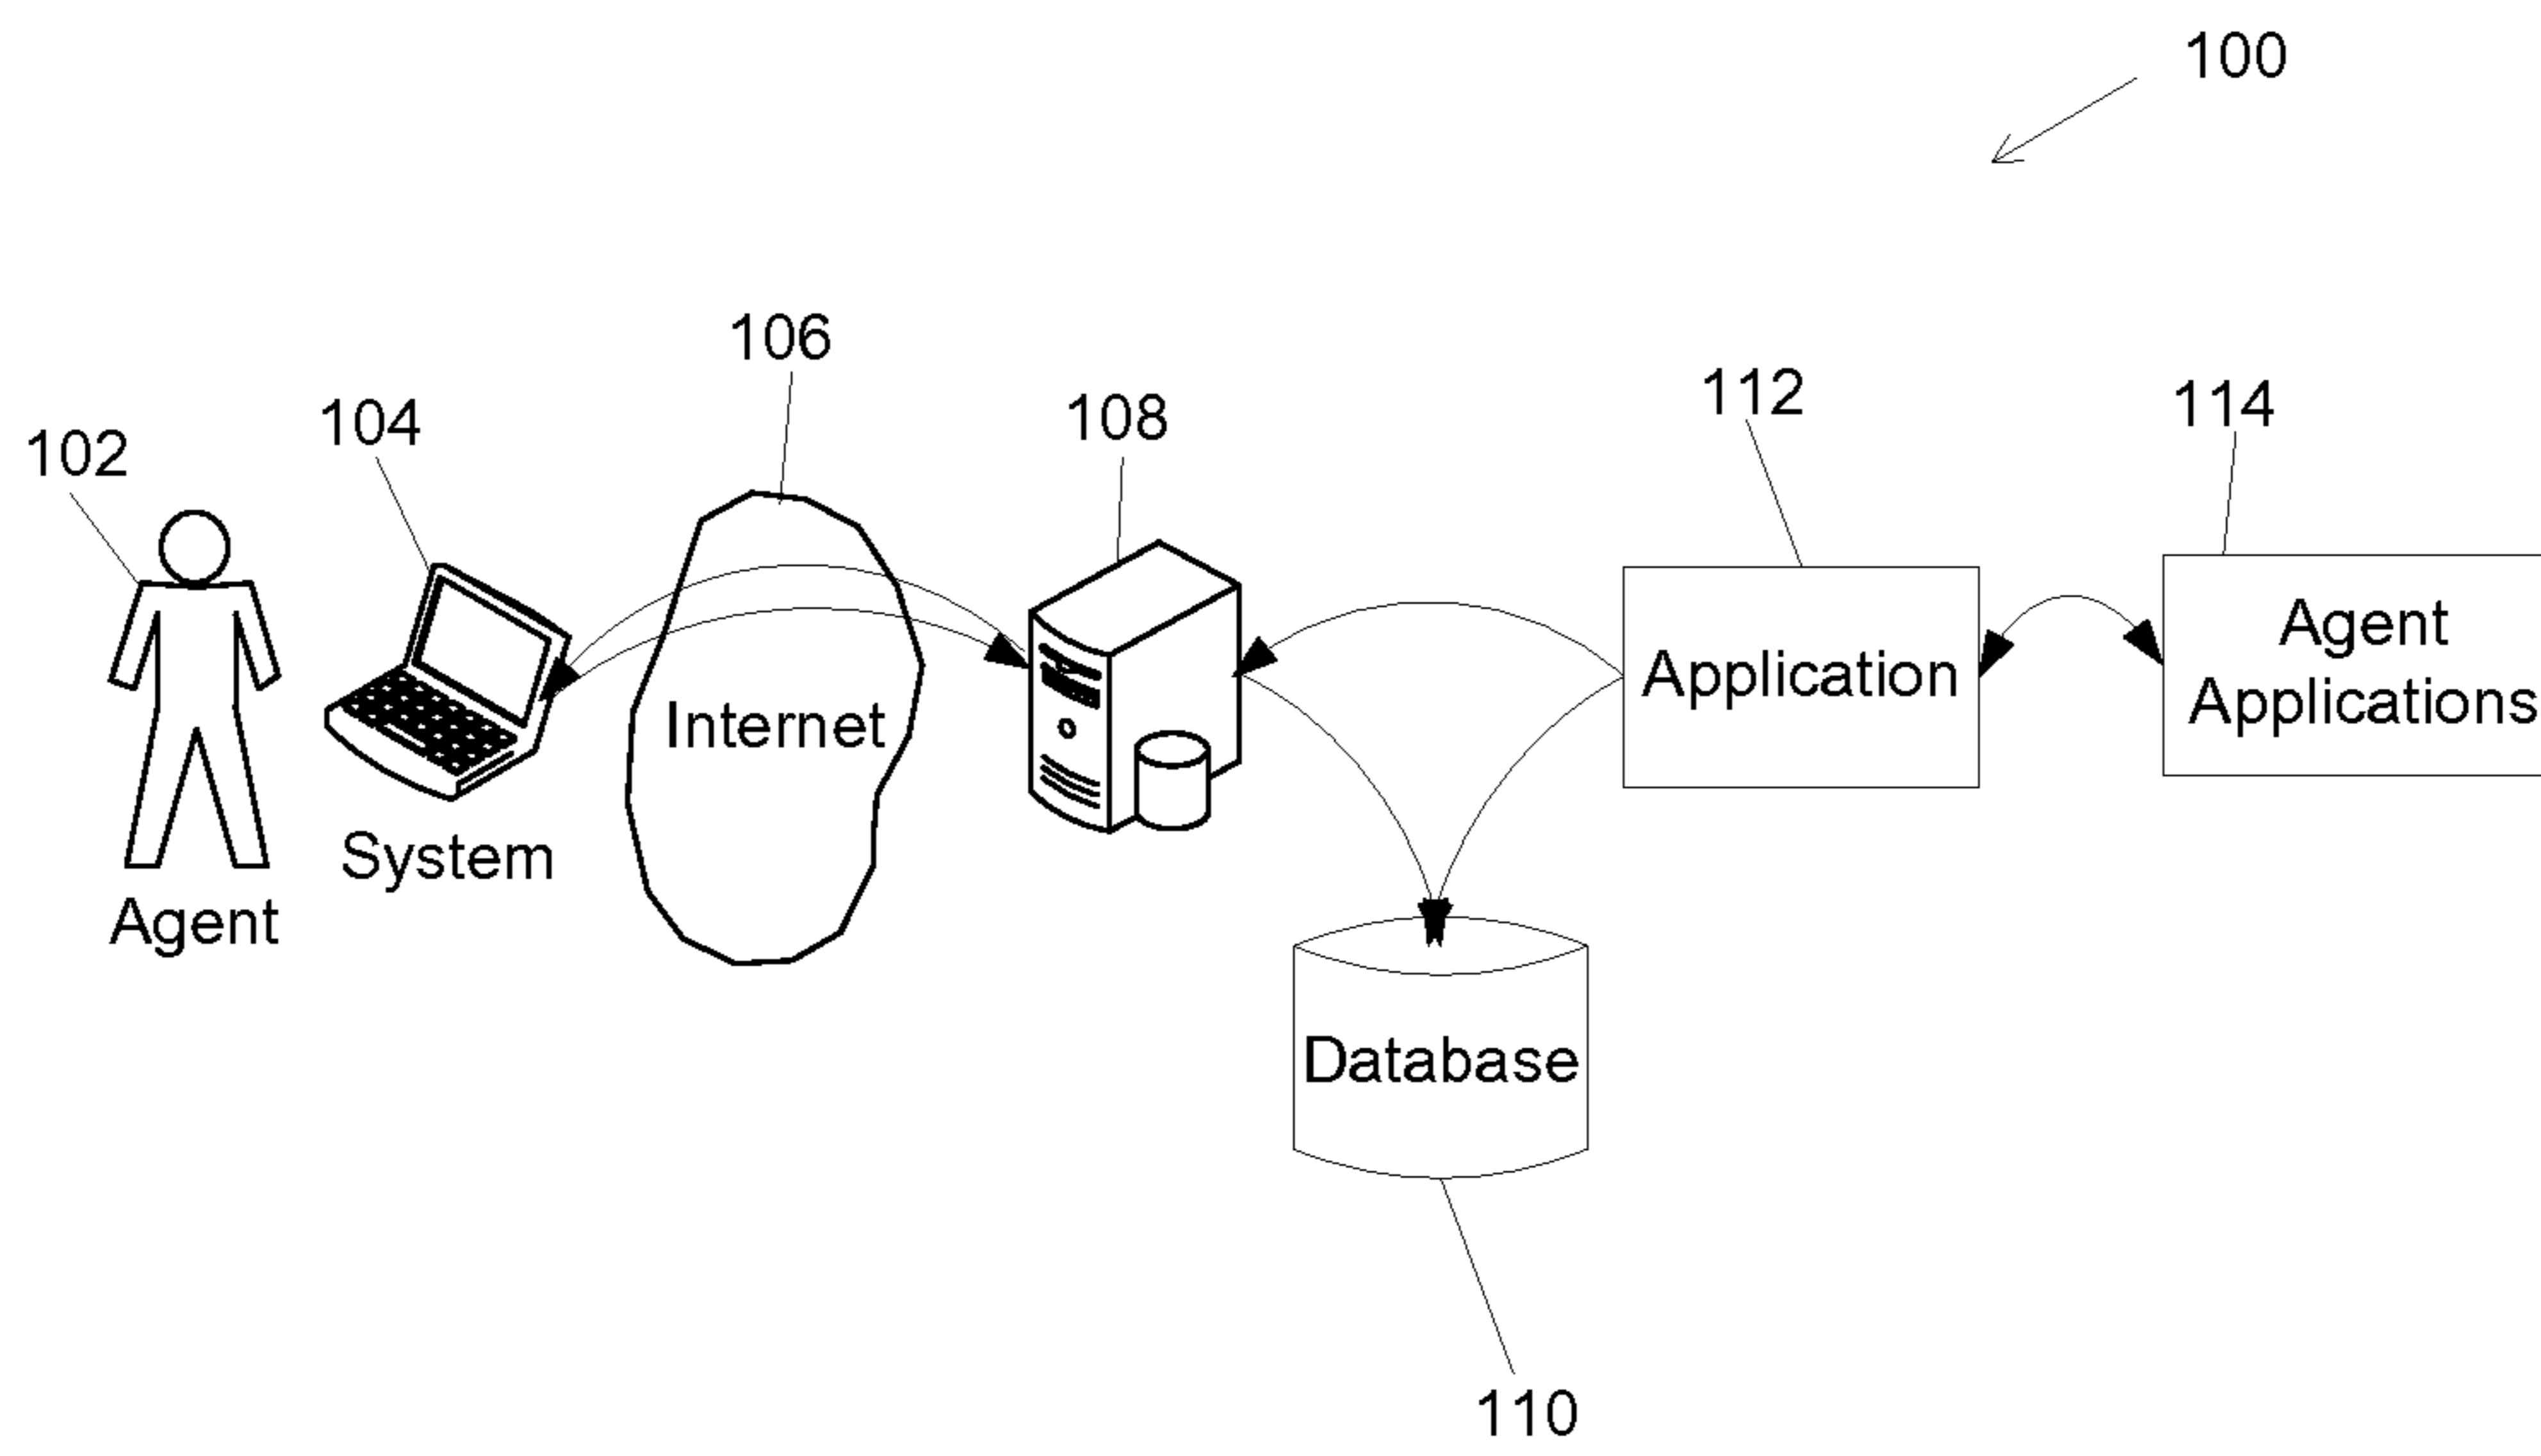 100
106
112
114
108
104
102
Agent
Applications
Application
Internet
System
Agent
Database
110